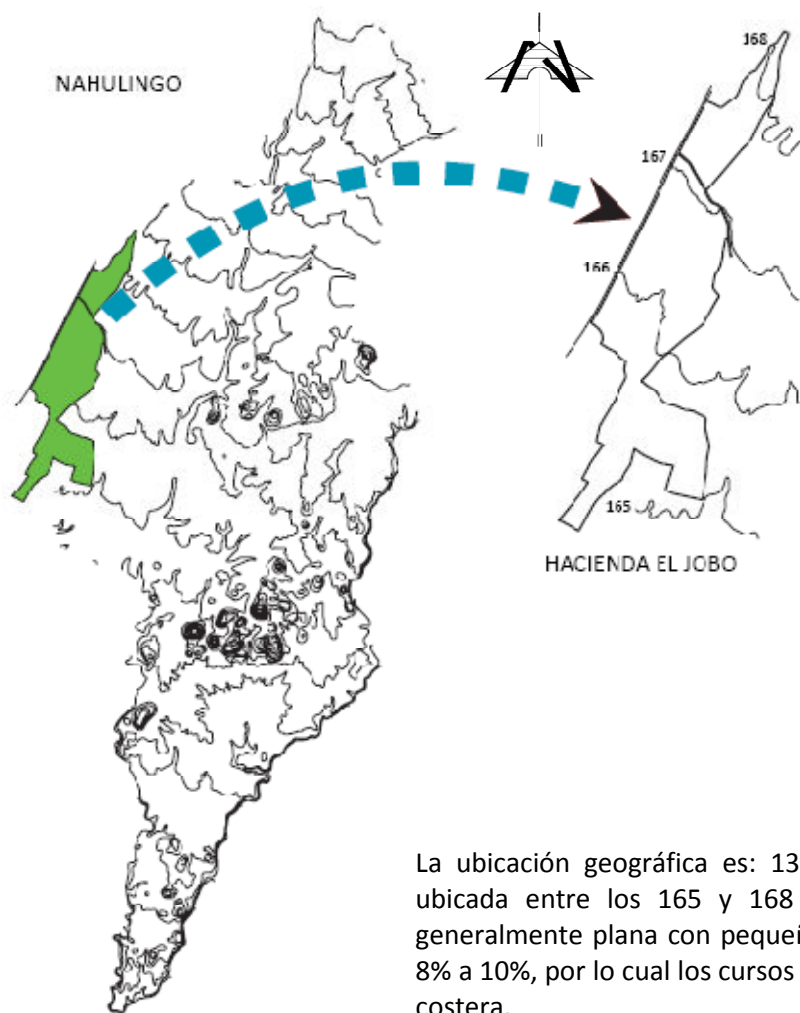 NAHULINGO
168
167
166
165
HACIENDA EL JOBO
La ubicación geográfica es: 13
ubicada entre los 165 y 168
generalmente plana con pequeñ
8% a 10%, por lo cual los cursos
costera.